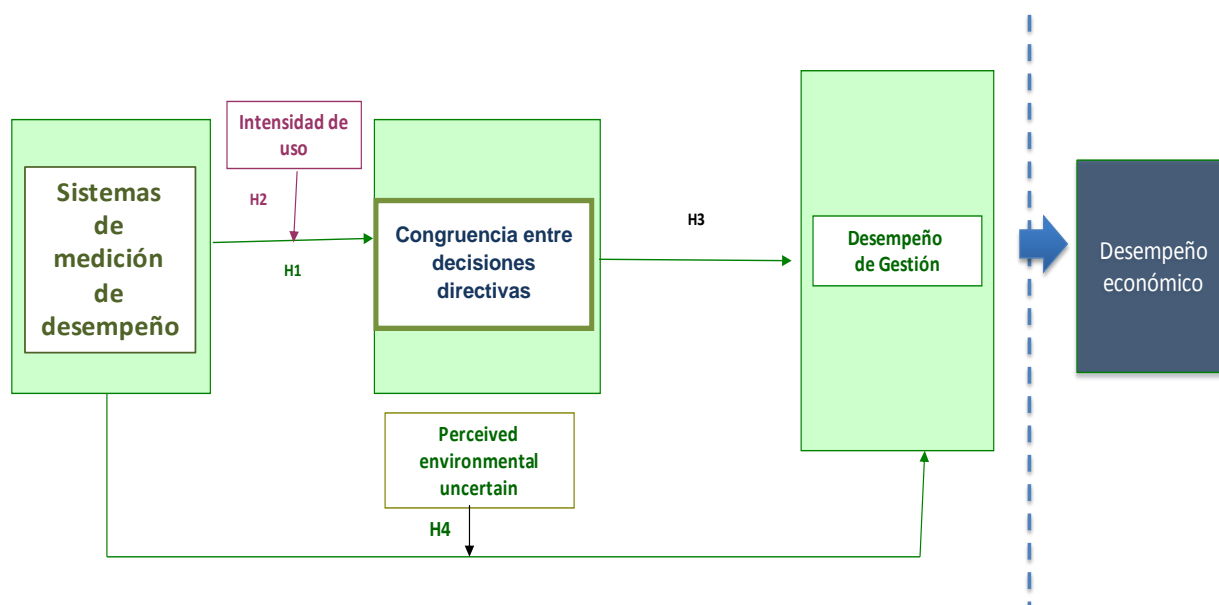 Sistemas
de
medición
de
desempeño
Intensidad de
uso
H2
H1
Congruencia entre
decisiones
directivas
H3
Desempeño
de Gestión
Desempeño
económico
Perceived
environmental
uncertain
H4